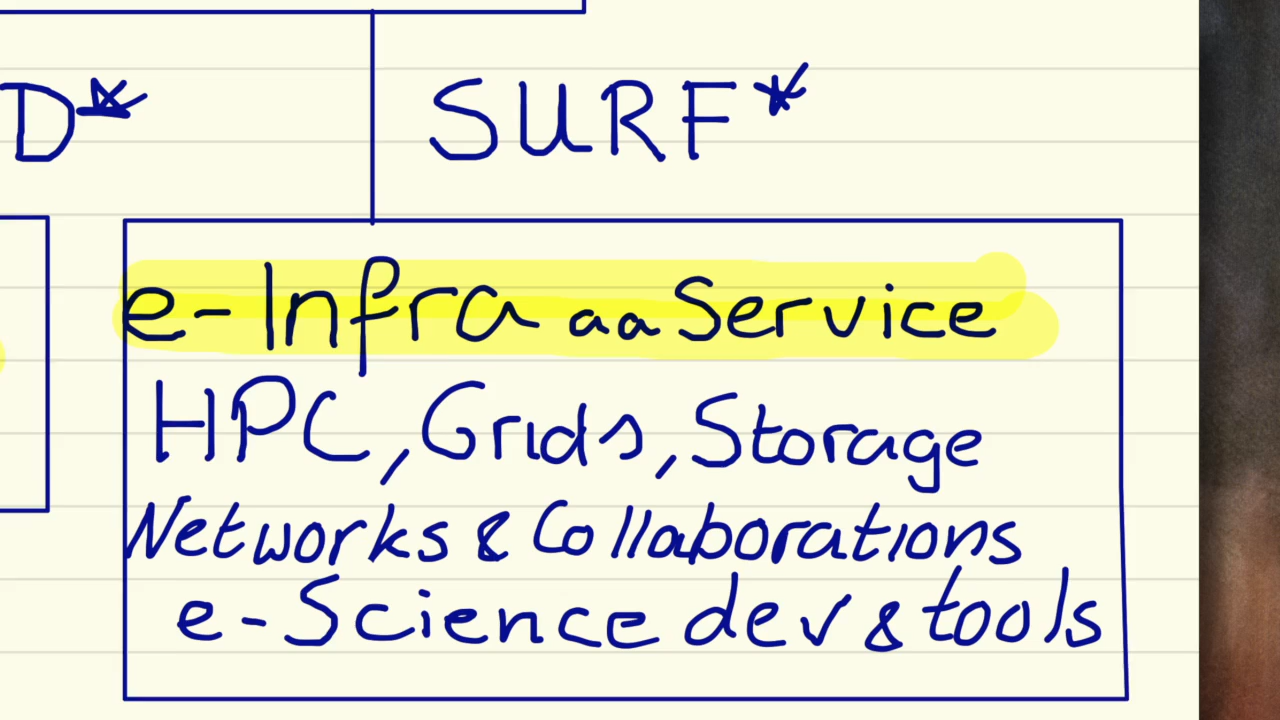 D* SURF*
e-Infra aa Service
HPC, Grids, Storage
Networks & Collaborations
e-Science dev & tools